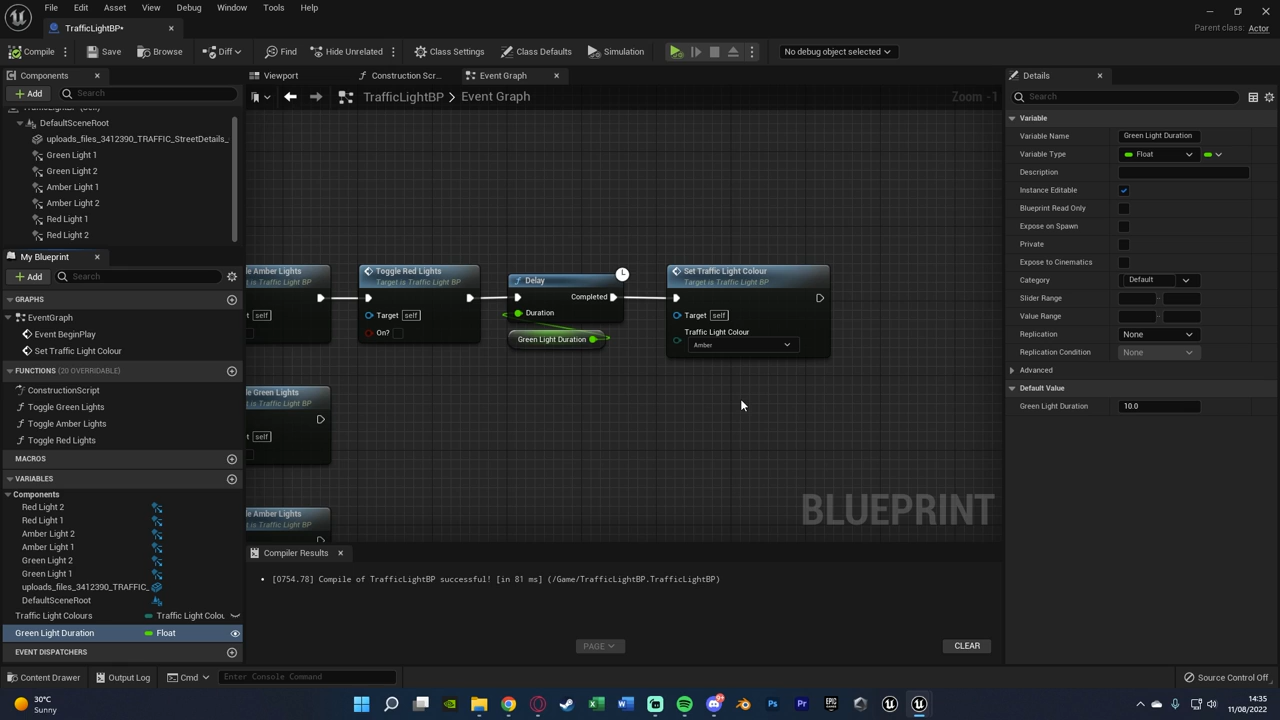 File Edit Asset View Debug Window Tools Help
TrafficLightBP•
Parent class: Actor
Compile Save Browse Diff Find Hide Unrelated Class Settings Class Defaults Simulation No debug object selected
Components Viewport Construction Scr... Event Graph Details
Add Search
TrafficLightBP > Event Graph
Zoom -1
Search
DefaultSceneRoot
uploads_files_3412390_TRAFFIC_StreetDetails_
Green Light 1
Green Light 2
Amber Light 1
Amber Light 2
Red Light 1
Red Light 2
My Blueprint
Add Search
GRAPHS
EventGraph
Event BeginPlay
Set Traffic Light Colour
FUNCTIONS (20 OVERRIDABLE)
ConstructionScript
Toggle Green Lights
Toggle Amber Lights
Toggle Red Lights
MACROS
VARIABLES
Components
Red Light 2
Red Light 1
Amber Light 2
Amber Light 1
Green Light 2
Green Light 1
uploads_files_3412390_TRAFFIC_
DefaultSceneRoot
Traffic Light Colours Traffic Light Colou
Green Light Duration Float
EVENT DISPATCHERS
le Amber Lights
et is Traffic Light BP
t self
Toggle Red Lights
Target is Traffic Light BP
Target self
On?
Delay
Completed
Duration
Green Light Duration
Set Traffic Light Colour
Target is Traffic Light BP
Target self
Traffic Light Colour
Amber
le Green Lights
et is Traffic Light BP
t self
le Amber Lights
et is Traffic Light BP
BLUEPRINT
Compiler Results
[0754.78] Compile of TrafficLightBP successful! [in 81 ms] (/Game/TrafficLightBP.TrafficLightBP)
PAGE
CLEAR
Variable
Variable Name Green Light Duration
Variable Type Float
Description
Instance Editable
Blueprint Read Only
Expose on Spawn
Private
Expose to Cinematics
Category Default
Slider Range
Value Range
Replication None
Replication Condition None
Advanced
Default Value
Green Light Duration 10.0
Content Drawer Output Log Cmd Enter Console Command Source Control Off
30°C
Sunny
14:35
11/08/2022